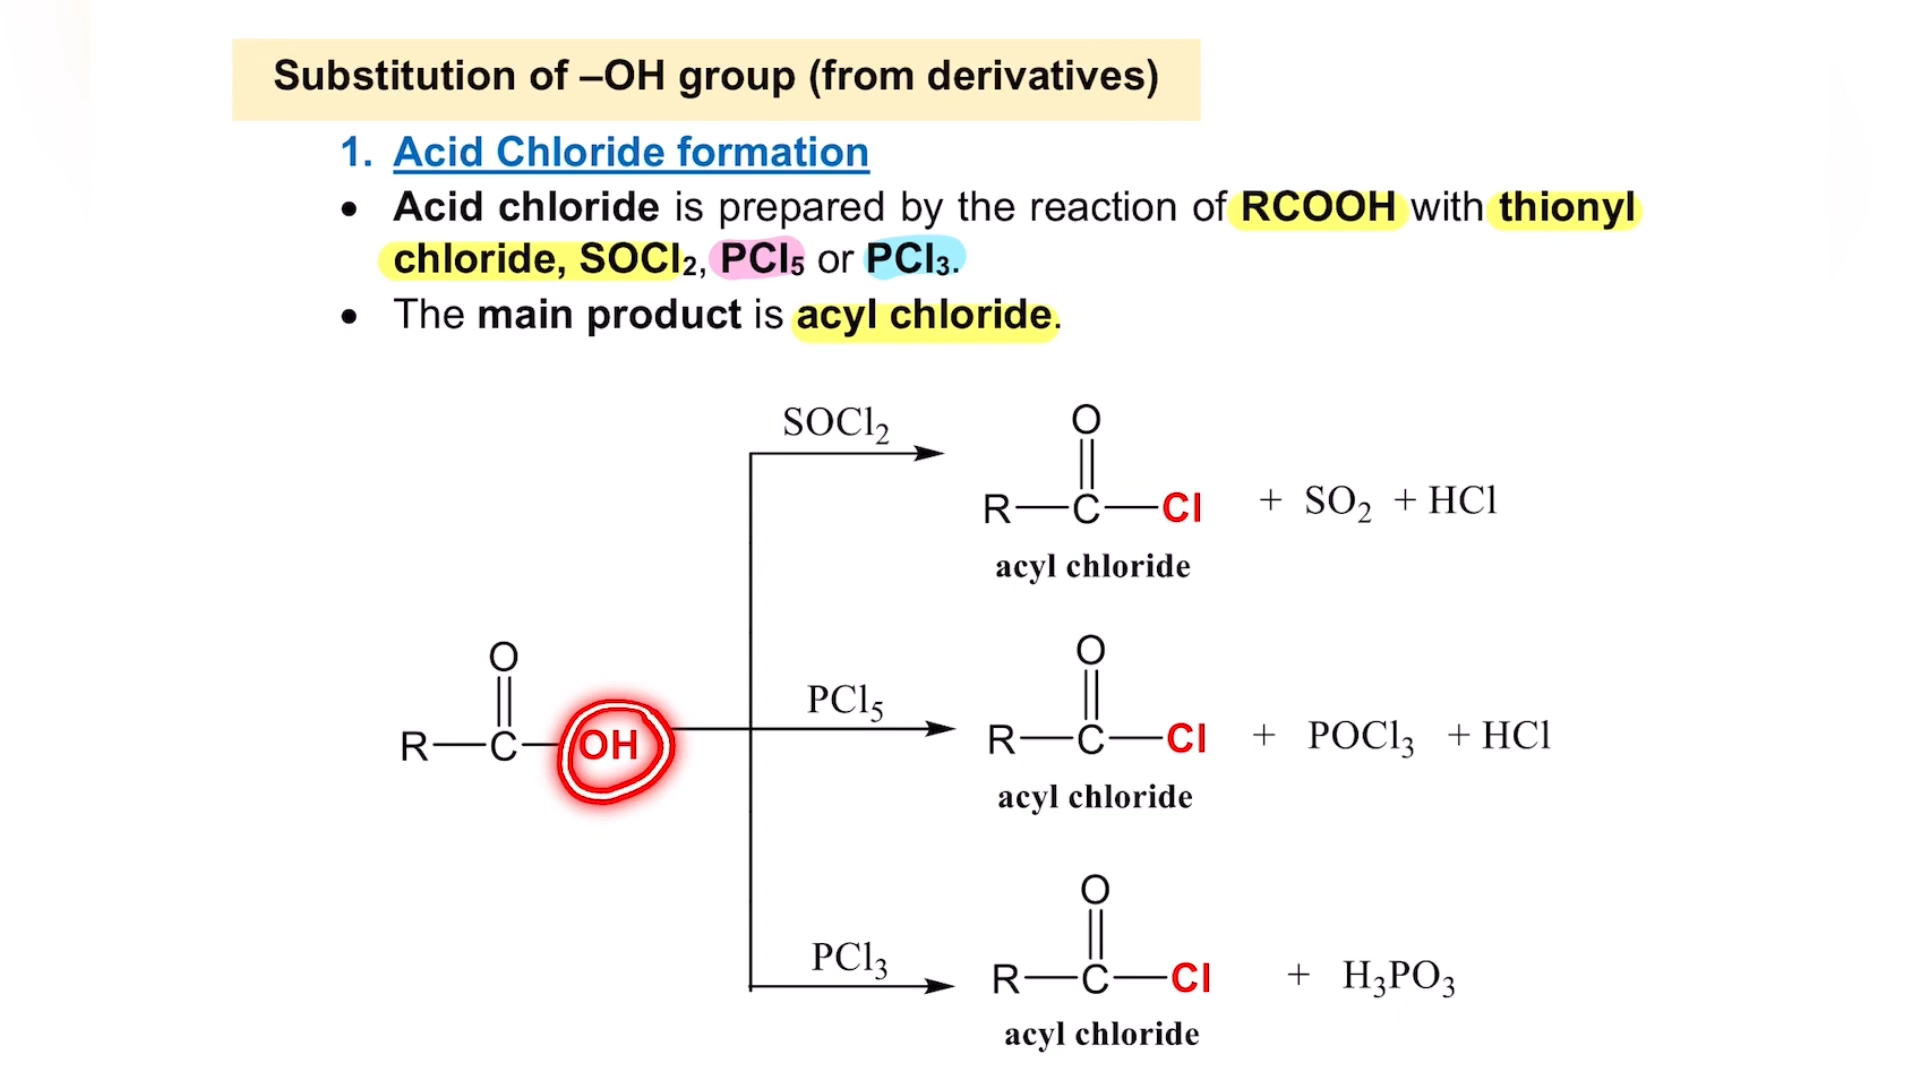 Substitution of –OH group (from derivatives)
1. Acid Chloride formation
• Acid chloride is prepared by the reaction of RCOOH with thionyl
chloride, SOCl₂, PCl₅ or PCl₃.
• The main product is acyl chloride.
SOCl₂
O
R—C—Cl + SO₂ + HCl
acyl chloride
O
R—C—OH
PCl₅
O
R—C—Cl + POCl₃ + HCl
acyl chloride
PCl₃
O
R—C—Cl + H₃PO₃
acyl chloride